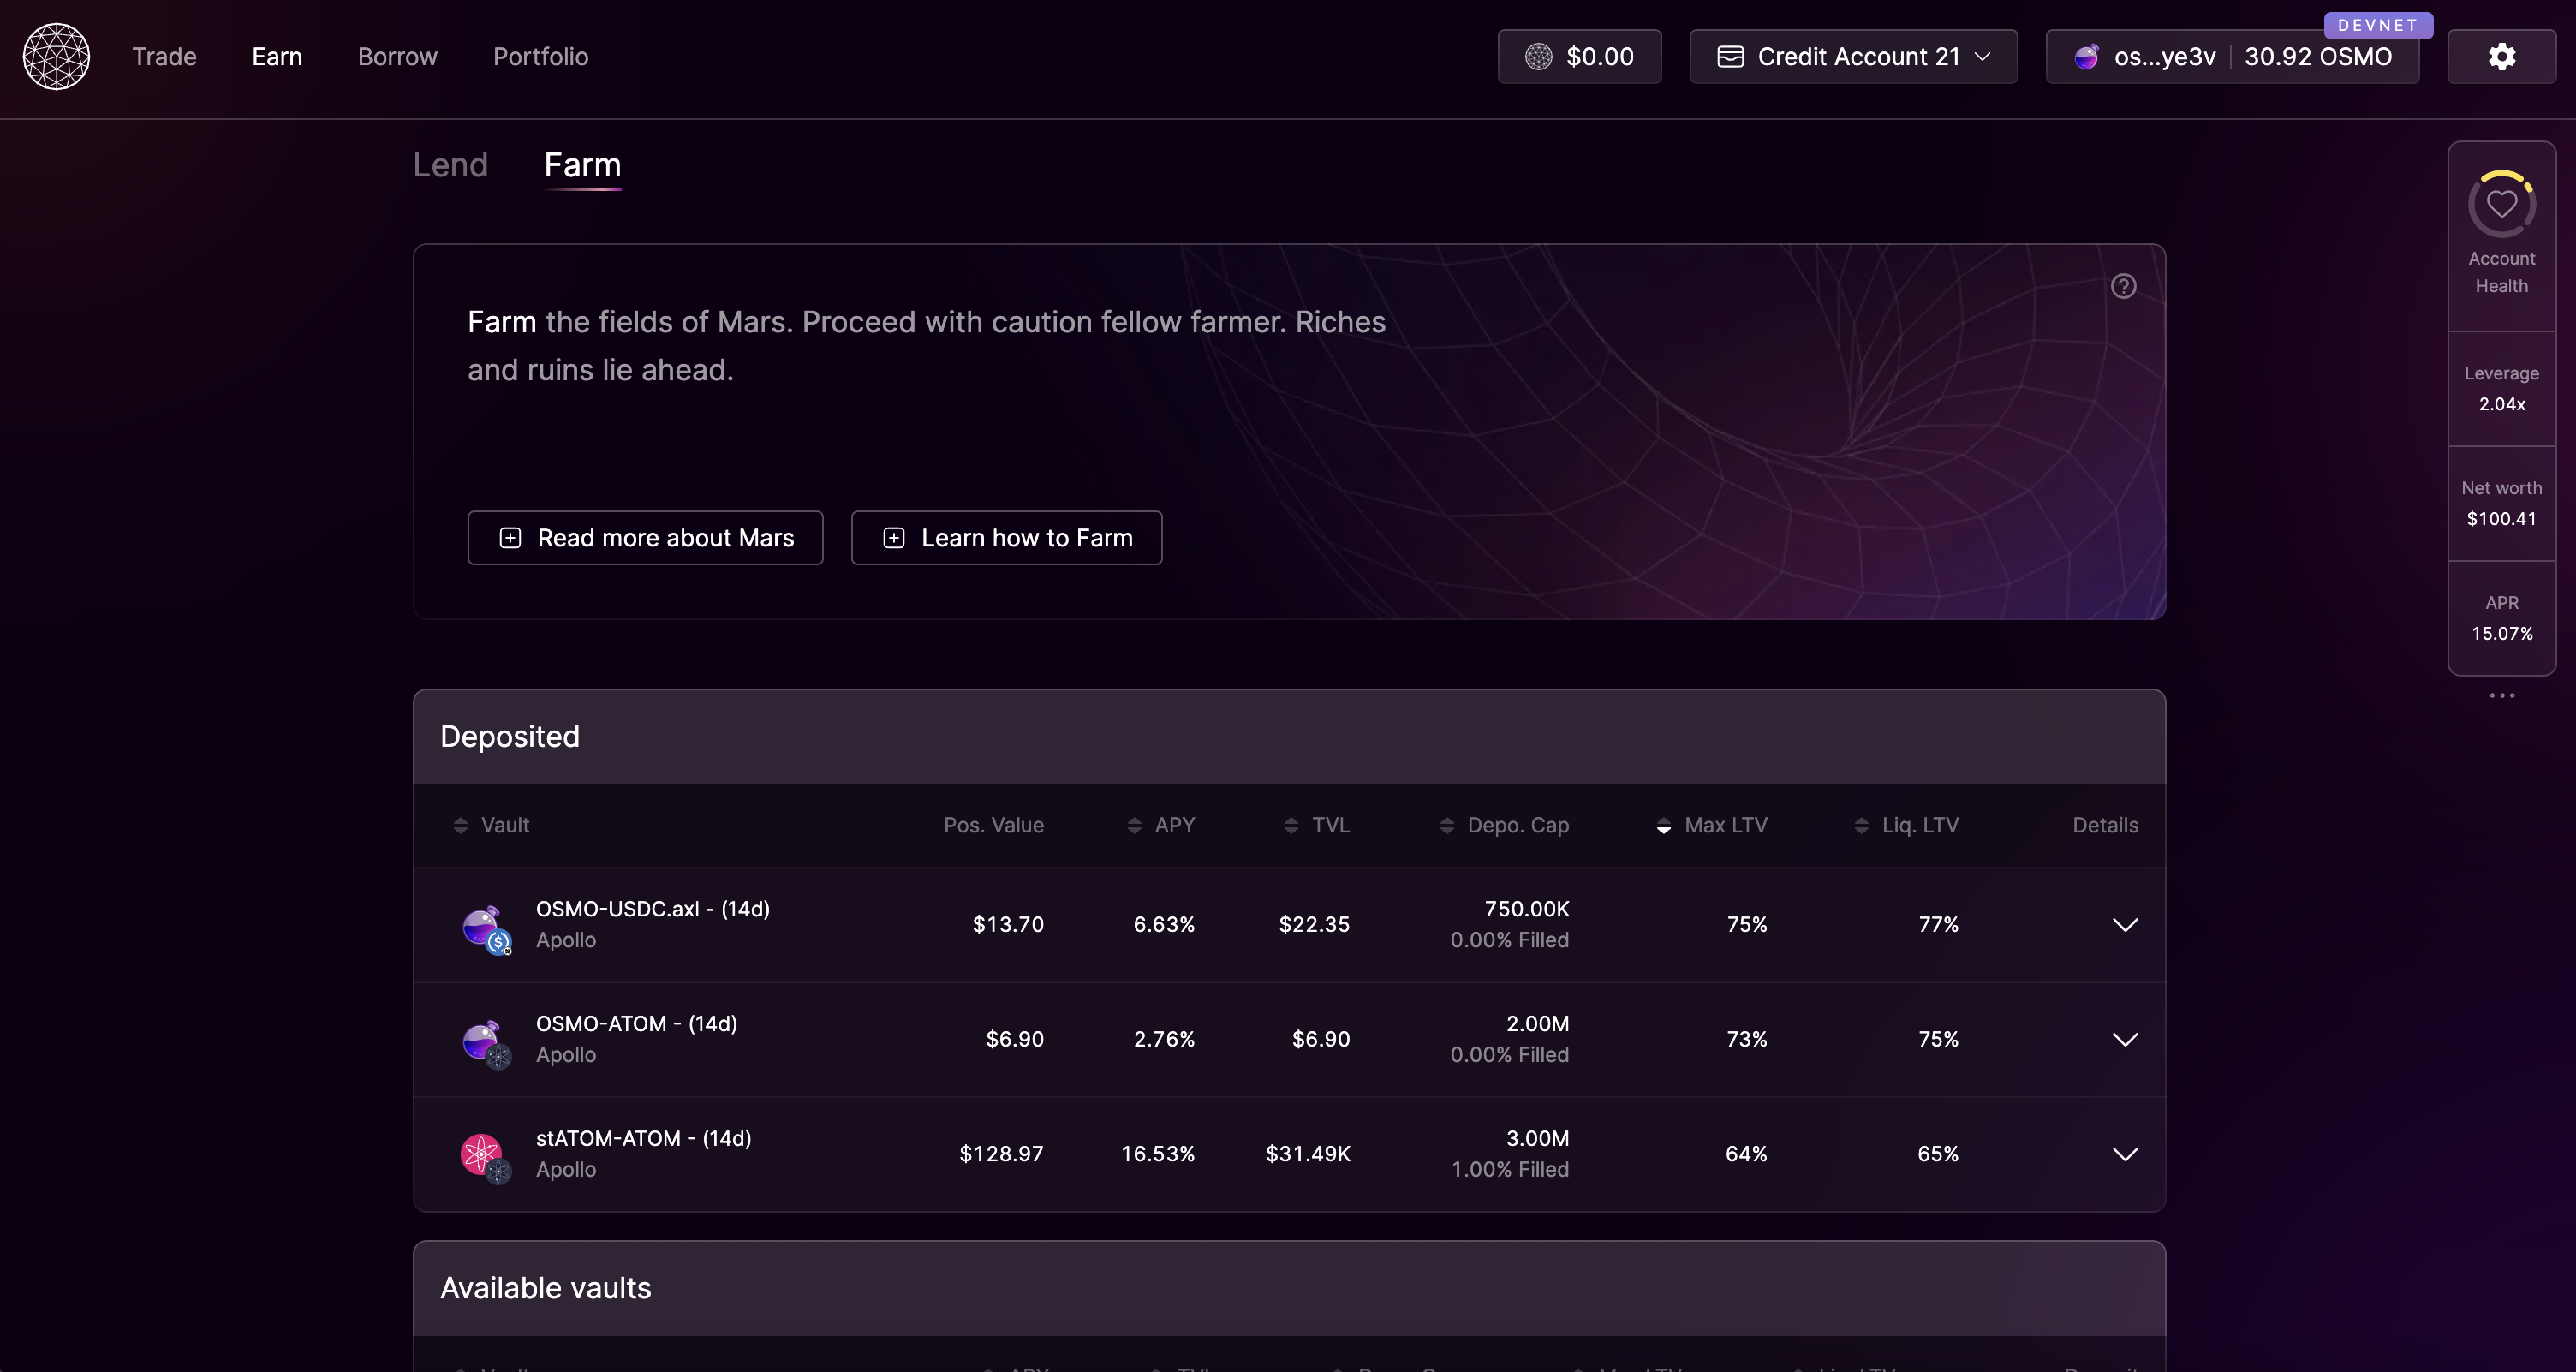 DEVNET
Trade Earn Borrow Portfolio $0.00 Credit Account 21 os...ye3v 30.92 OSMO
Lend Farm
Account
Health
Farm the fields of Mars. Proceed with caution fellow farmer. Riches
and ruins lie ahead.
Leverage
2.04x
Net worth
$100.41
Read more about Mars Learn how to Farm
APR
15.07%
Deposited
Vault Pos. Value APY TVL Depo. Cap Max LTV Liq. LTV Details
OSMO-USDC.axl - (14d) 750.00K
$13.70 6.63% $22.35 75% 77%
Apollo 0.00% Filled
OSMO-ATOM - (14d) 2.00M
$6.90 2.76% $6.90 73% 75%
Apollo 0.00% Filled
stATOM-ATOM - (14d) 3.00M
$128.97 16.53% $31.49K 64% 65%
Apollo 1.00% Filled
Available vaults